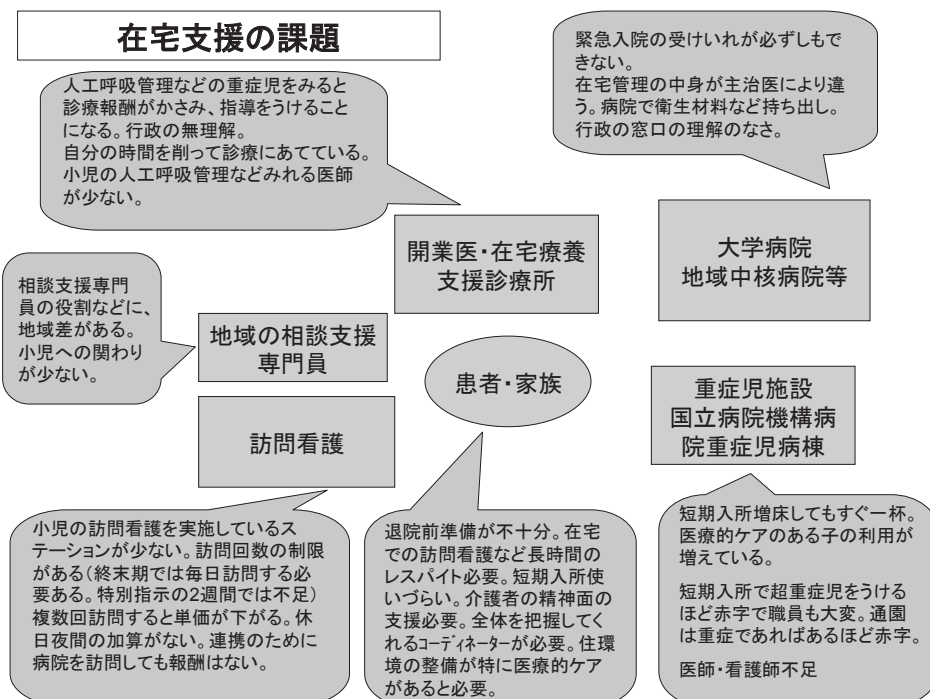 在宅支援の課題
人工呼吸管理などの重症児をみると
診療報酬がかさみ、指導をうけること
になる。行政の無理解。
自分の時間を削って診療にあてている。
小児の人工呼吸管理などみれる医師
が少ない。
緊急入院の受けいれが必ずしもで
きない。
在宅管理の中身が主治医により違
う。病院で衛生材料など持ち出し。
行政の窓口の理解のなさ。
開業医・在宅療養
支援診療所
大学病院
地域中核病院等
相談支援専門
員の役割などに、
地域差がある。
小児への関わり
が少ない。
地域の相談支援
専門員
患者・家族
重症児施設
国立病院機構病
院重症児病棟
訪問看護
小児の訪問看護を実施しているス
テーションが少ない。訪問回数の制限
がある(終末期では毎日訪問する必
要ある。特別指示の2週間では不足)
複数回訪問すると単価が下がる。休
日夜間の加算がない。連携のために
病院を訪問しても報酬はない。
退院前準備が不十分。在宅
での訪問看護など長時間の
レスパイト必要。短期入所使
いづらい。介護者の精神面の
支援必要。全体を把握してく
れるコーディネーターが必要。住環
境の整備が特に医療的ケア
があると必要。
短期入所増床してもすぐ一杯。
医療的ケアのある子の利用が
増えている。
短期入所で超重症児をうける
ほど赤字で職員も大変。通園
は重症であればあるほど赤字。
医師・看護師不足